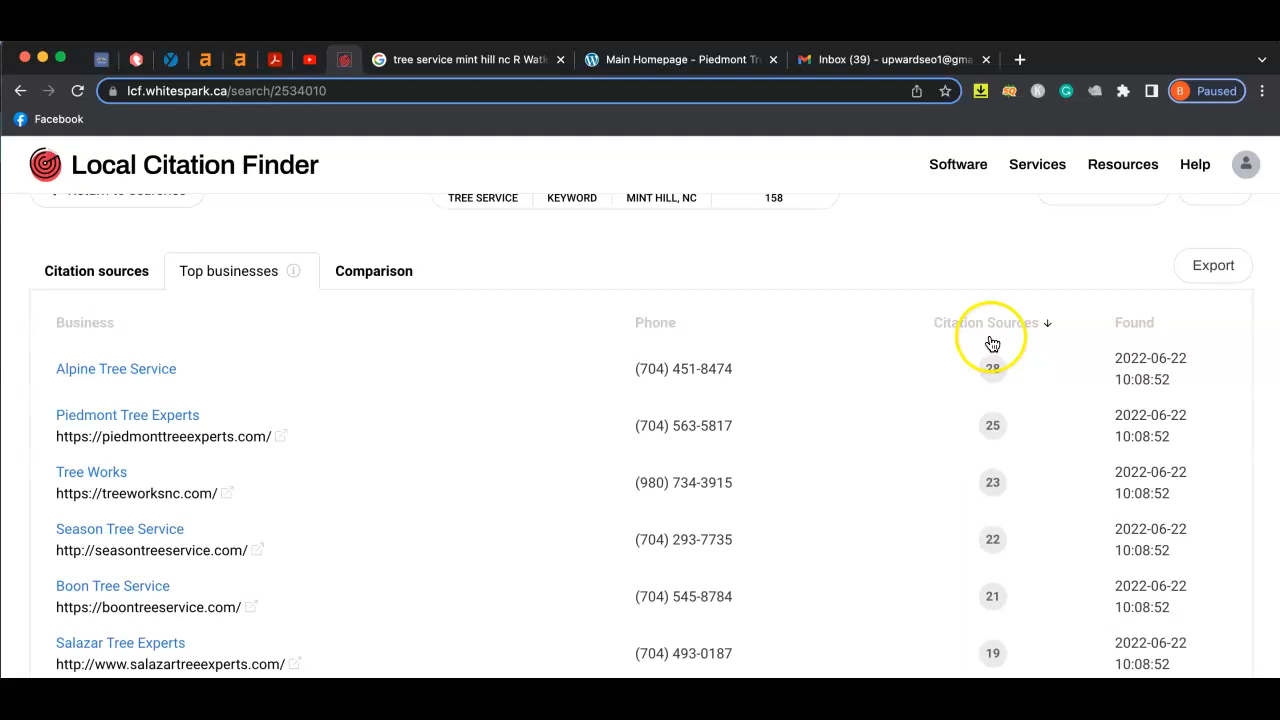 tree service mint hill nc R Watk
Main Homepage - Piedmont Tr
Inbox (39) - upwardseo1@gma
lcf.whitespark.ca/search/2534010
B Paused
Facebook
Local Citation Finder
Software Services Resources Help
Return to searches
TREE SERVICE KEYWORD MINT HILL, NC 158
Citation sources Top businesses Comparison Export
Business Phone Citation Sources Found
Alpine Tree Service (704) 451-8474 28 2022-06-22
10:08:52
Piedmont Tree Experts
https://piedmonttreeexperts.com/ (704) 563-5817 25 2022-06-22
10:08:52
Tree Works
https://treeworksnc.com/ (980) 734-3915 23 2022-06-22
10:08:52
Season Tree Service
http://seasontreeservice.com/ (704) 293-7735 22 2022-06-22
10:08:52
Boon Tree Service
https://boontreeservice.com/ (704) 545-8784 21 2022-06-22
10:08:52
Salazar Tree Experts
http://www.salazartreeexperts.com/ (704) 493-0187 19 2022-06-22
10:08:52